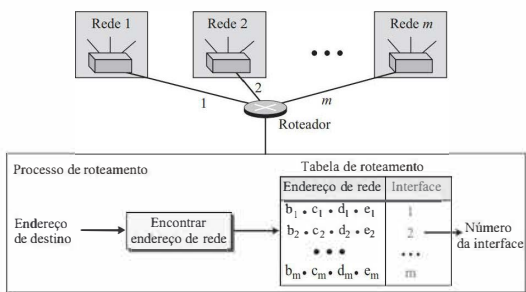 Rede 1
Rede 2
• • •
Rede m
1
2
m
Roteador
Processo de roteamento
Tabela de roteamento
Endereço de rede Interface
Endereço
de destino
Encontrar
endereço de rede
b₁ • c₁ • d₁ • e₁ 1
b₂ • c₂ • d₂ • e₂ 2
• • • • • •
bₘ • cₘ • dₘ • eₘ m
Número
da interface